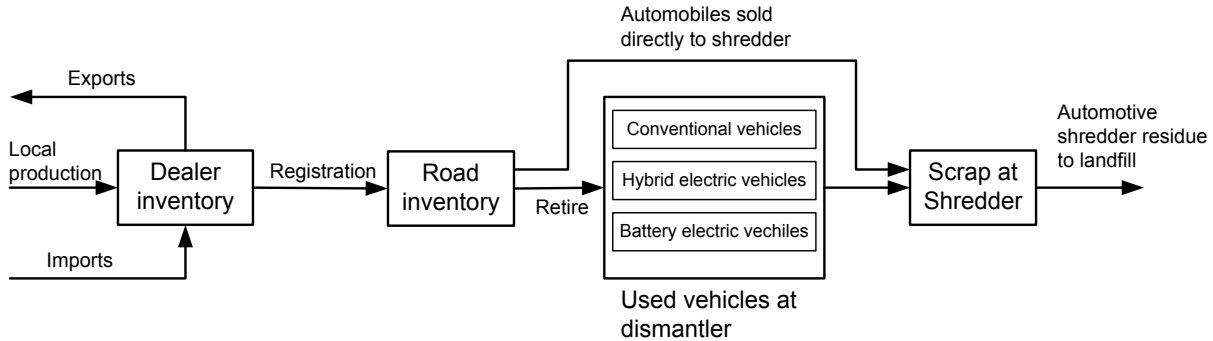 Automobiles sold
directly to shredder
Exports
Local
production
Dealer
inventory
Imports
Registration
Road
inventory
Retire
Conventional vehicles
Hybrid electric vehicles
Battery electric vechiles
Used vehicles at
dismantler
Scrap at
Shredder
Automotive
shredder residue
to landfill